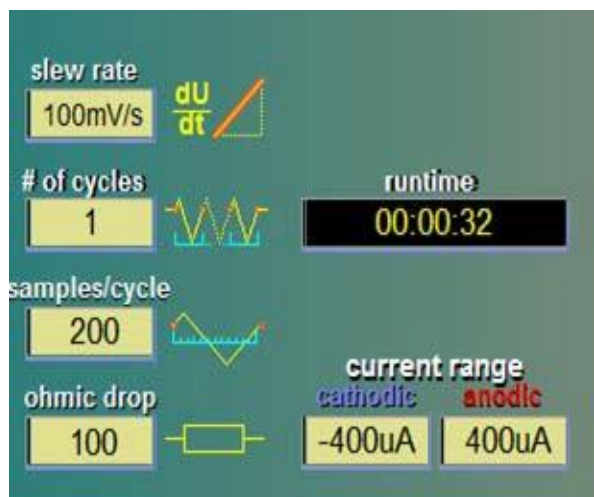 slew rate
100mV/s
dU
dt
# of cycles
1
runtime
00:00:32
samples/cycle
200
ohmic drop
100
current range
cathodic
anodic
-400uA
400uA